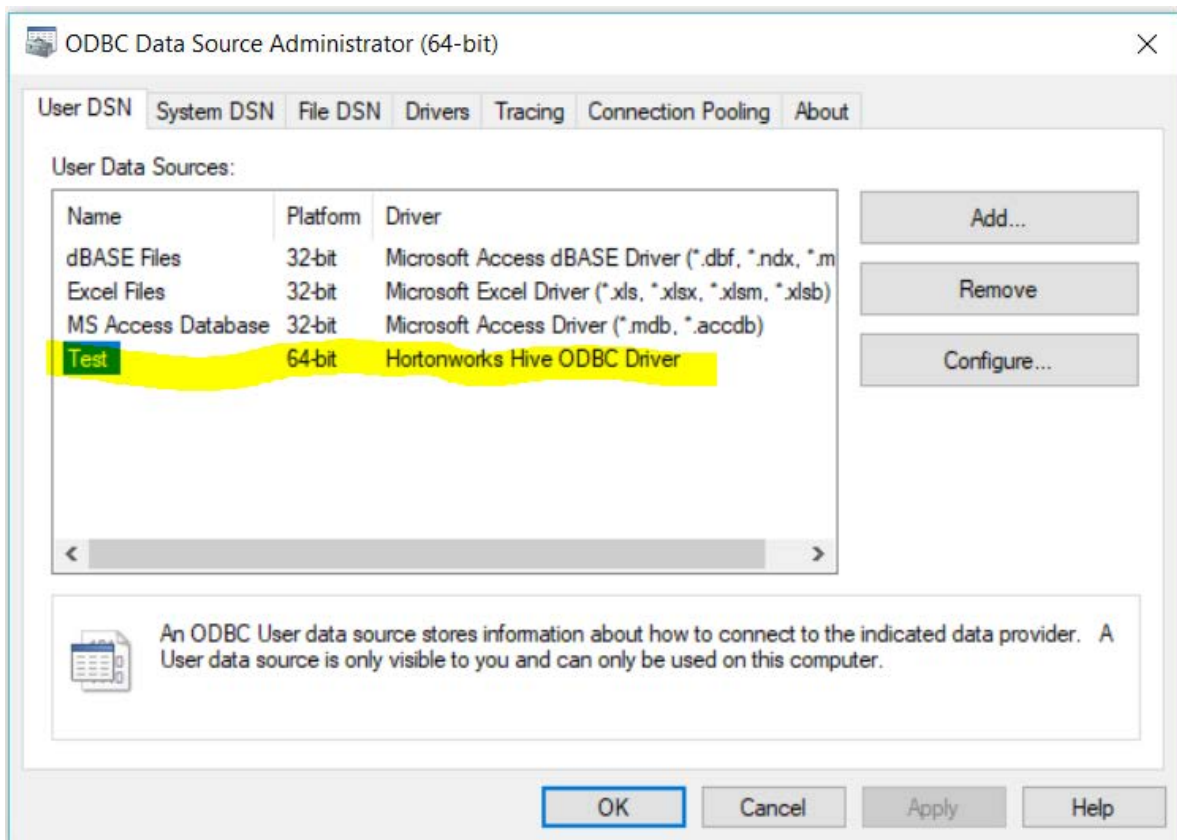 ODBC Data Source Administrator (64-bit)
User DSN System DSN File DSN Drivers Tracing Connection Pooling About
User Data Sources:
Name Platform Driver
dBASE Files 32-bit Microsoft Access dBASE Driver (*.dbf, *.ndx, *.m
Excel Files 32-bit Microsoft Excel Driver (*.xls, *.xlsx, *.xlsm, *.xlsb)
MS Access Database 32-bit Microsoft Access Driver (*.mdb, *.accdb)
Test 64-bit Hortonworks Hive ODBC Driver
Add...
Remove
Configure...
An ODBC User data source stores information about how to connect to the indicated data provider. A
User data source is only visible to you and can only be used on this computer.
OK Cancel Apply Help